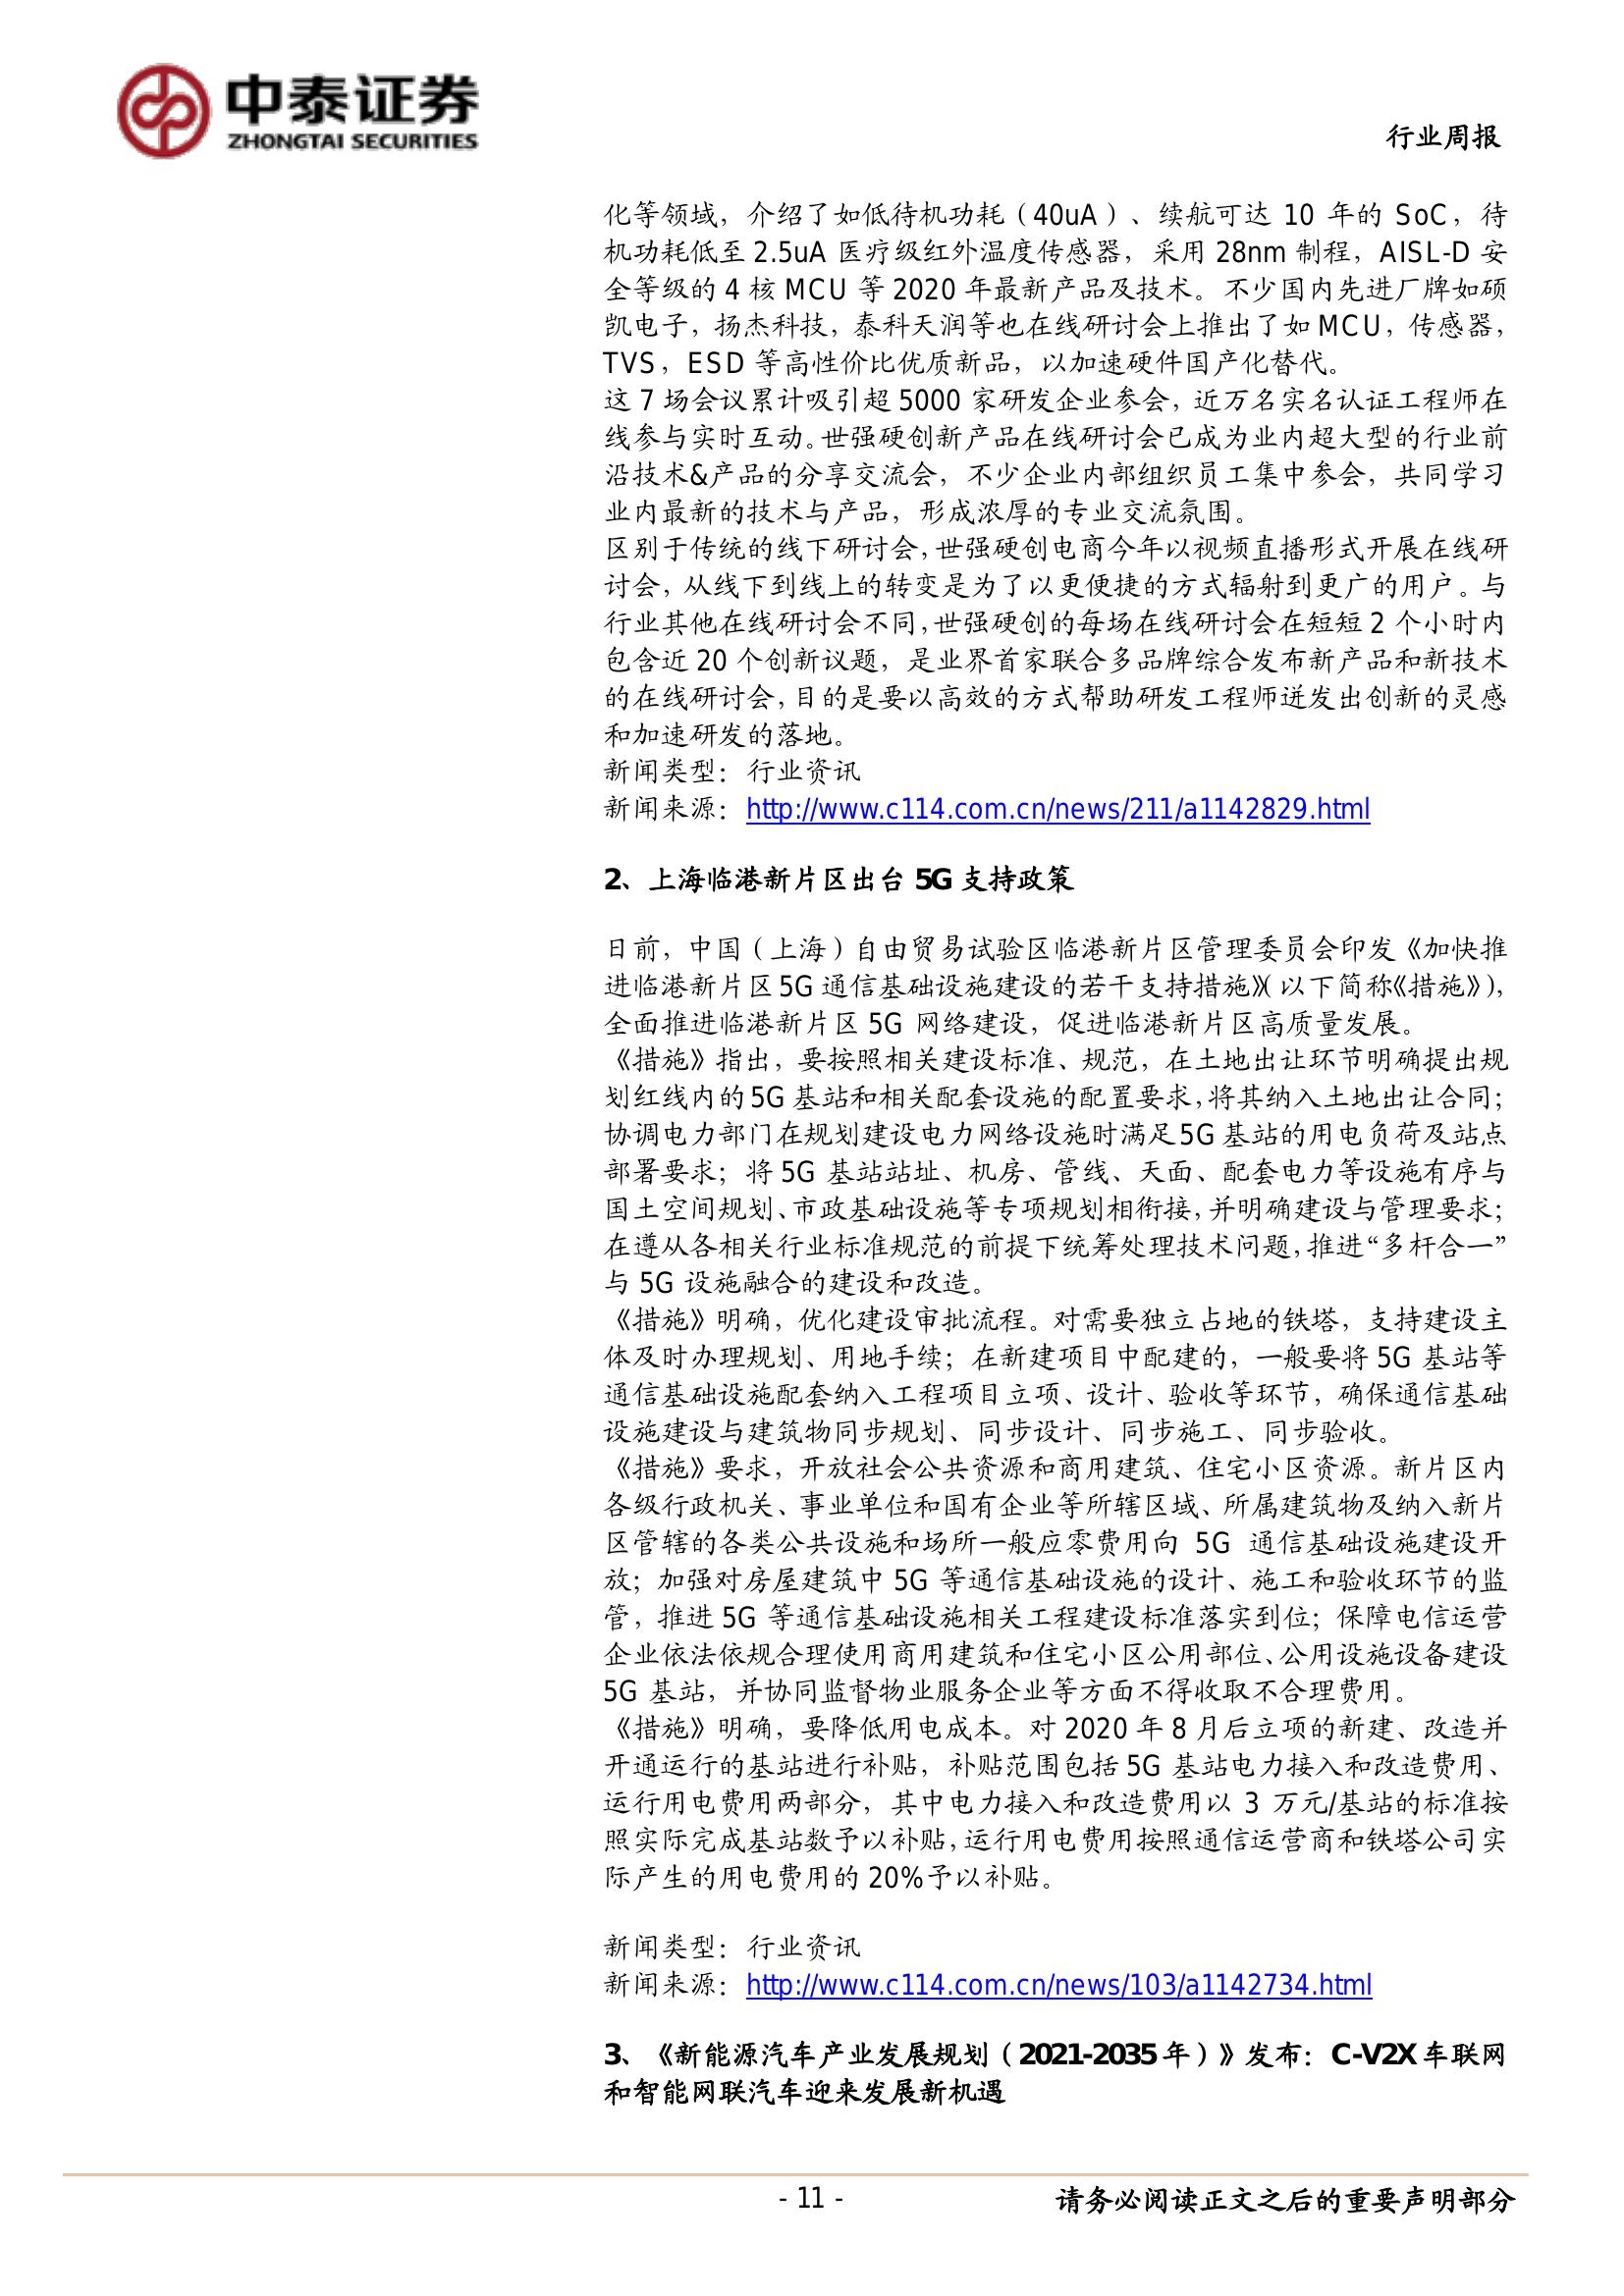 中泰证券
ZHONGTAI SECURITIES
行业周报
化等领域，介绍了如低待机功耗（40uA）、续航可达 10 年的 SoC，待
机功耗低至 2.5uA 医疗级红外温度传感器，采用 28nm 制程，AISL-D 安
全等级的 4 核 MCU 等 2020 年最新产品及技术。不少国内先进厂牌如硕
凯电子，扬杰科技，泰科天润等也在线研讨会上推出了如 MCU，传感器，
TVS，ESD 等高性价比优质新品，以加速硬件国产化替代。
这 7 场会议累计吸引超 5000 家研发企业参会，近万名实名认证工程师在
线参与实时互动。世强硬创新产品在线研讨会已成为业内超大型的行业前
沿技术&产品的分享交流会，不少企业内部组织员工集中参会，共同学习
业内最新的技术与产品，形成浓厚的专业交流氛围。
区别于传统的线下研讨会，世强硬创电商今年以视频直播形式开展在线研
讨会，从线下到线上的转变是为了以更便捷的方式辐射到更广的用户。与
行业其他在线研讨会不同，世强硬创的每场在线研讨会在短短 2 个小时内
包含近 20 个创新议题，是业界首家联合多品牌综合发布新产品和新技术
的在线研讨会，目的是要以高效的方式帮助研发工程师迸发出创新的灵感
和加速研发的落地。
新闻类型：行业资讯
新闻来源：http://www.c114.com.cn/news/211/a1142829.html
2、上海临港新片区出台 5G 支持政策
日前，中国（上海）自由贸易试验区临港新片区管理委员会印发《加快推
进临港新片区 5G 通信基础设施建设的若干支持措施》（以下简称《措施》），
全面推进临港新片区 5G 网络建设，促进临港新片区高质量发展。
《措施》指出，要按照相关建设标准、规范，在土地出让环节明确提出规
划红线内的 5G 基站和相关配套设施的配置要求，将其纳入土地出让合同；
协调电力部门在规划建设电力网络设施时满足 5G 基站的用电负荷及站点
部署要求；将 5G 基站站址、机房、管线、天面、配套电力等设施有序与
国土空间规划、市政基础设施等专项规划相衔接，并明确建设与管理要求；
在遵从各相关行业标准规范的前提下统筹处理技术问题，推进“多杆合一”
与 5G 设施融合的建设和改造。
《措施》明确，优化建设审批流程。对需要独立占地的铁塔，支持建设主
体及时办理规划、用地手续；在新建项目中配建的，一般要将 5G 基站等
通信基础设施配套纳入工程项目立项、设计、验收等环节，确保通信基础
设施建设与建筑物同步规划、同步设计、同步施工、同步验收。
《措施》要求，开放社会公共资源和商用建筑、住宅小区资源。新片区内
各级行政机关、事业单位和国有企业等所辖区域、所属建筑物及纳入新片
区管辖的各类公共设施和场所一般应零费用向 5G 通信基础设施建设开
放；加强对房屋建筑中 5G 等通信基础设施的设计、施工和验收环节的监
管，推进 5G 等通信基础设施相关工程建设标准落实到位；保障电信运营
企业依法依规合理使用商用建筑和住宅小区公用部位、公用设施设备建设
5G 基站，并协同监督物业服务企业等方面不得收取不合理费用。
《措施》明确，要降低用电成本。对 2020 年 8 月后立项的新建、改造并
开通运行的基站进行补贴，补贴范围包括 5G 基站电力接入和改造费用、
运行用电费用两部分，其中电力接入和改造费用以 3 万元/基站的标准按
照实际完成基站数予以补贴，运行用电费用按照通信运营商和铁塔公司实
际产生的用电费用的 20%予以补贴。
新闻类型：行业资讯
新闻来源：http://www.c114.com.cn/news/103/a1142734.html
3、《新能源汽车产业发展规划（2021-2035 年）》发布：C-V2X 车联网
和智能网联汽车迎来发展新机遇
- 11 -
请务必阅读正文之后的重要声明部分